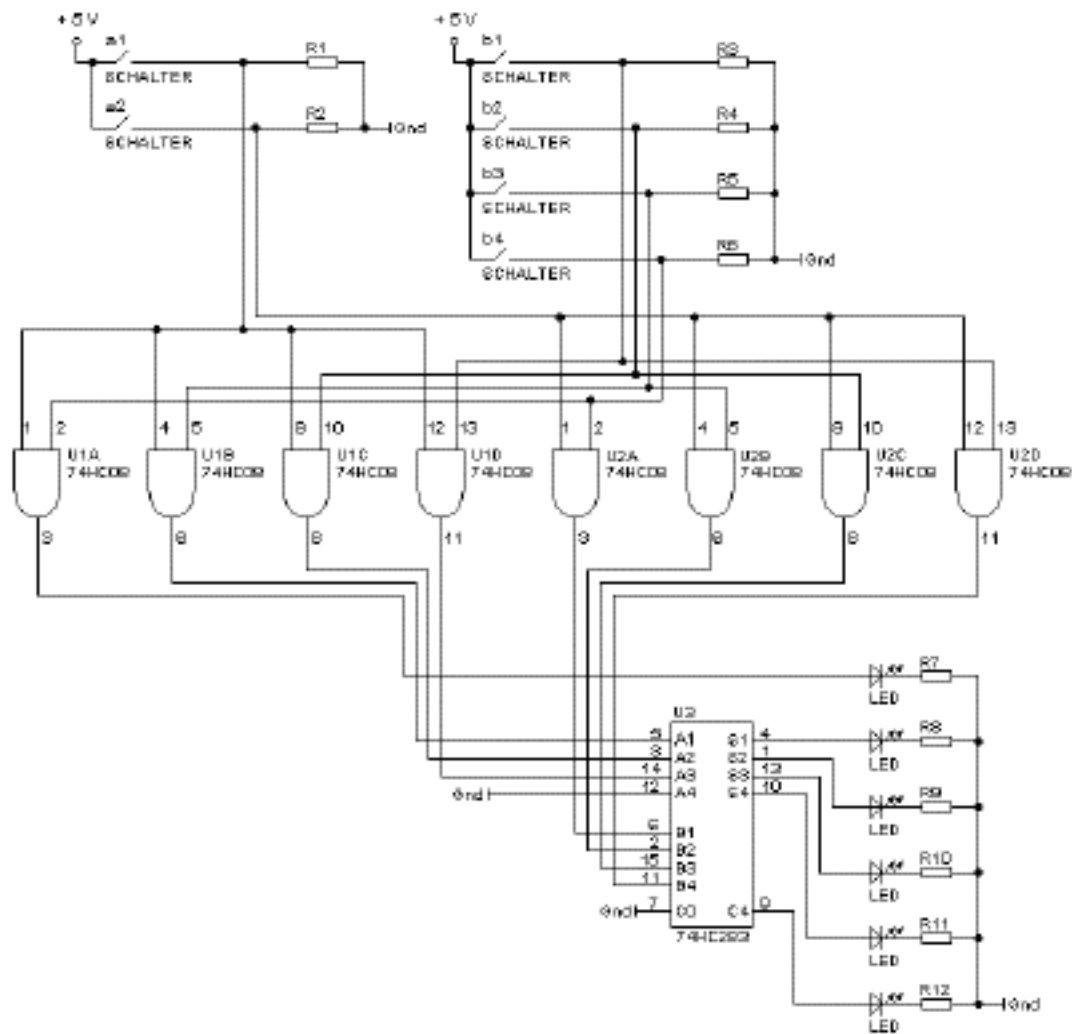 +5V
+5V
a1
R1
b1
R3
SCHALTER
SCHALTER
a2
R2
Gnd
b2
R4
SCHALTER
SCHALTER
b3
R5
SCHALTER
b4
R6
Gnd
SCHALTER
1 2 4 5 9 10 12 13 1 2 4 5 9 10 12 13
U1A U1B U1C U1D U2A U2B U2C U2D
74HC08 74HC08 74HC08 74HC08 74HC08 74HC08 74HC08 74HC08
3 6 8 11 3 6 8 11
R7
LED
U3
R8
5 A1 S1 4
LED
3 A2 S2 1
14 A3 S3 13
R9
Gnd 12 A4 S4 10
LED
6 B1
2 B2
R10
15 B3
11 B4
LED
Gnd 7 C0 C4 9
R11
74HC283
LED
R12
Gnd
LED